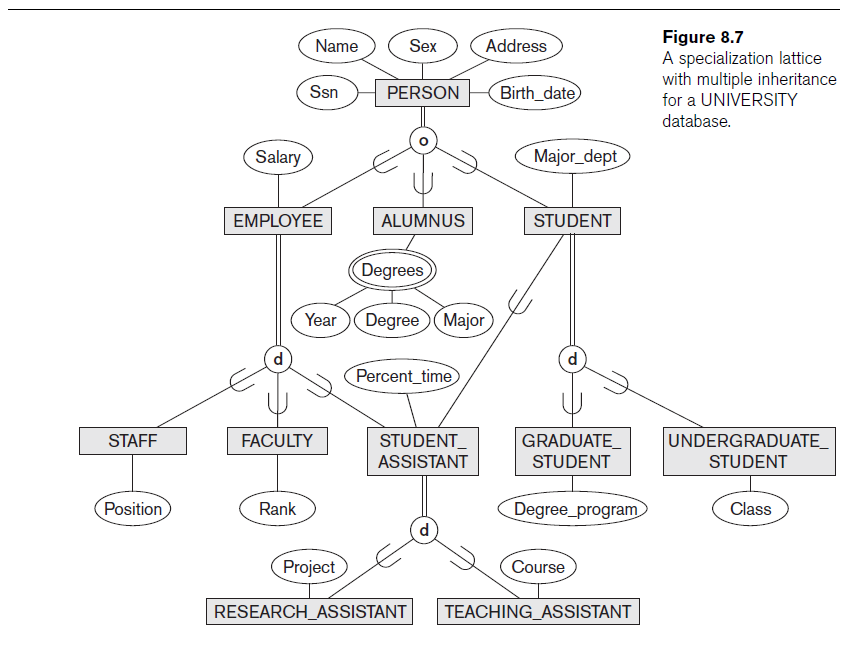 Figure 8.7
A specialization lattice
with multiple inheritance
for a UNIVERSITY
database.
Name
Sex
Address
Ssn
PERSON
Birth_date
o
Salary
Major_dept
EMPLOYEE
ALUMNUS
STUDENT
Degrees
Year
Degree
Major
d
d
Percent_time
STAFF
FACULTY
STUDENT_
ASSISTANT
GRADUATE_
STUDENT
UNDERGRADUATE_
STUDENT
Position
Rank
Degree_program
Class
d
Project
Course
RESEARCH_ASSISTANT
TEACHING_ASSISTANT